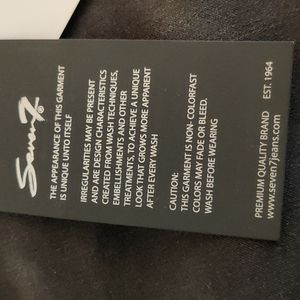 Seven7®
THE APPEARANCE OF THIS GARMENT
IS UNIQUE UNTO ITSELF
IRREGULARITIES MAY BE PRESENT
AND ARE DESIGN CHARACTERISTICS
CREATED FROM WASH TECHNIQUES,
EMBELLISHMENTS AND OTHER
TREATMENTS, TO ACHIEVE A UNIQUE
LOOK THAT GROWS MORE APPARENT
AFTER EVERY WASH
CAUTION:
THIS GARMENT IS NON- COLORFAST
COLORS MAY FADE OR BLEED.
WASH BEFORE WEARING
PREMIUM QUALITY BRAND EST. 1964
www.seven7jeans.com